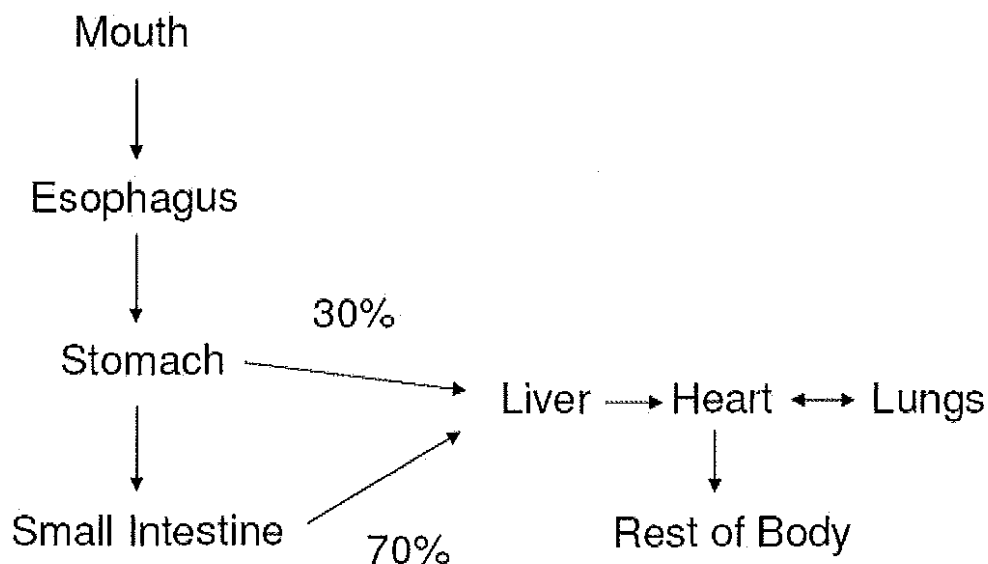 Mouth
Esophagus
30%
Stomach
Liver
Heart
Lungs
Small Intestine
70%
Rest of Body